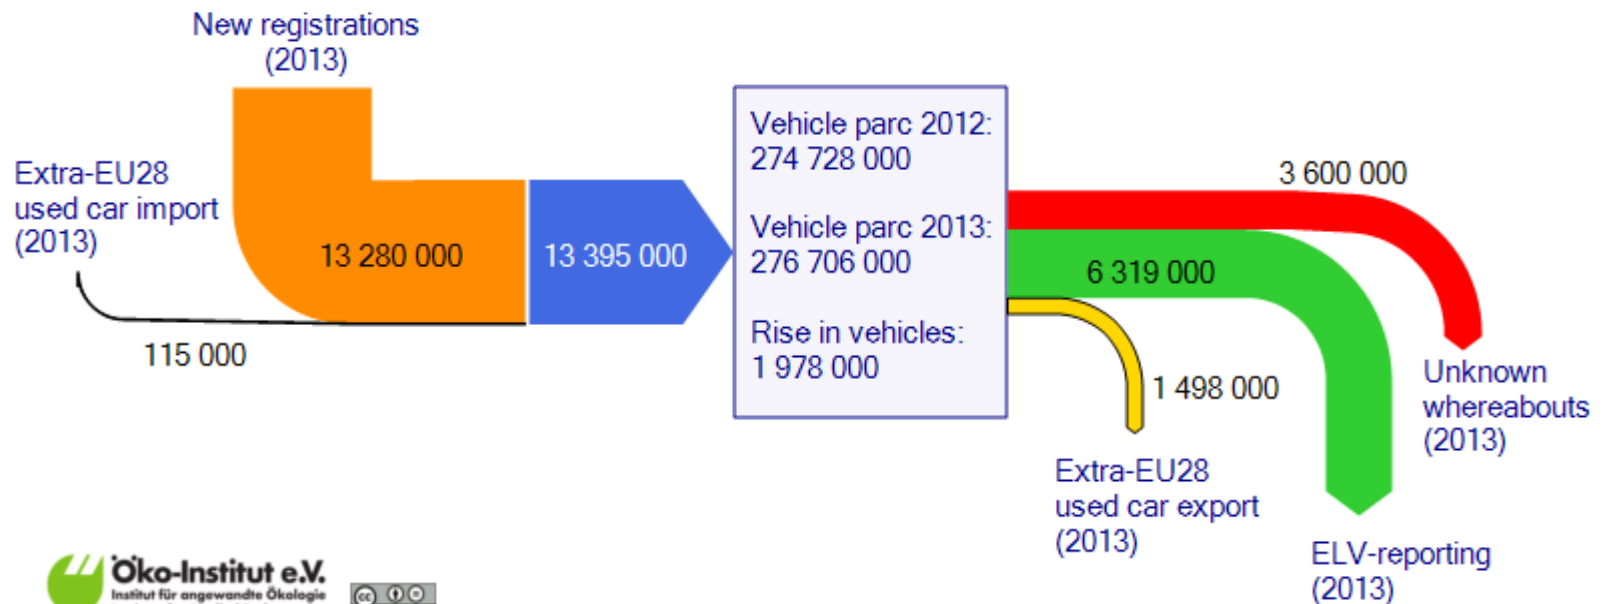 New registrations
(2013)
Extra-EU28
used car import
(2013)
13 280 000
115 000
13 395 000
Vehicle parc 2012:
274 728 000
Vehicle parc 2013:
276 706 000
Rise in vehicles:
1 978 000
3 600 000
6 319 000
1 498 000
Unknown
whereabouts
(2013)
Extra-EU28
used car export
(2013)
ELV-reporting
(2013)
Öko-Institut e.V.
Institut für angewandte Ökologie
cc